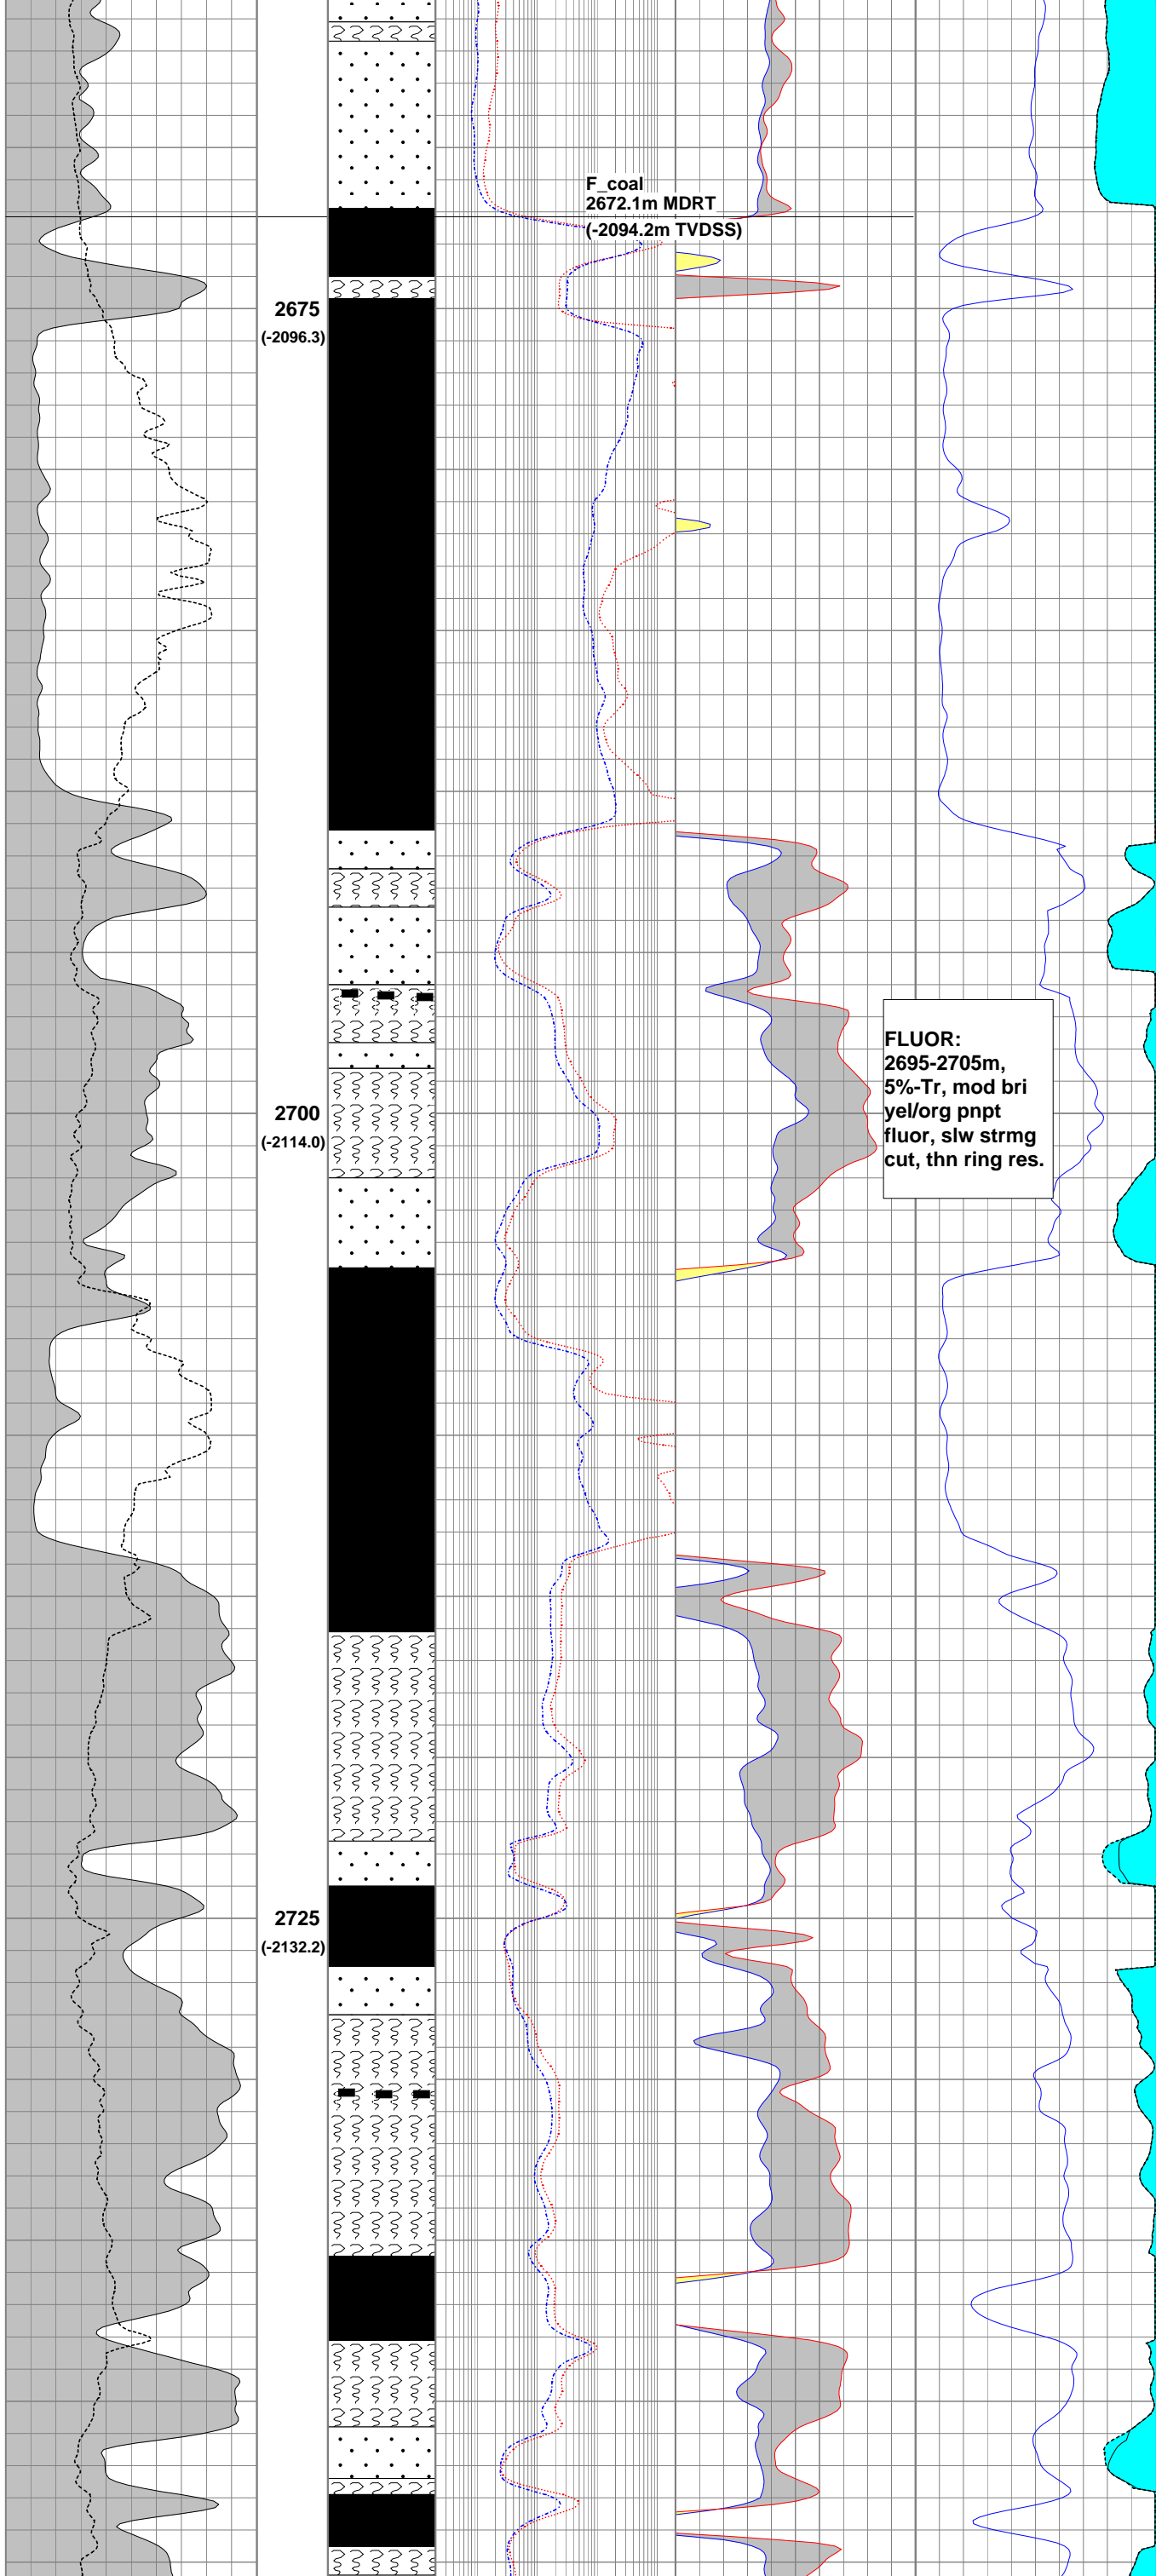 F_coal
2672.1m MDRT
(-2094.2m TVDSS)
2675
(-2096.3)
FLUOR:
2695-2705m,
5%-Tr, mod bri
yel/org pnpt
fluor, slw strmg
cut, thn ring res.
2700
(-2114.0)
2725
(-2132.2)